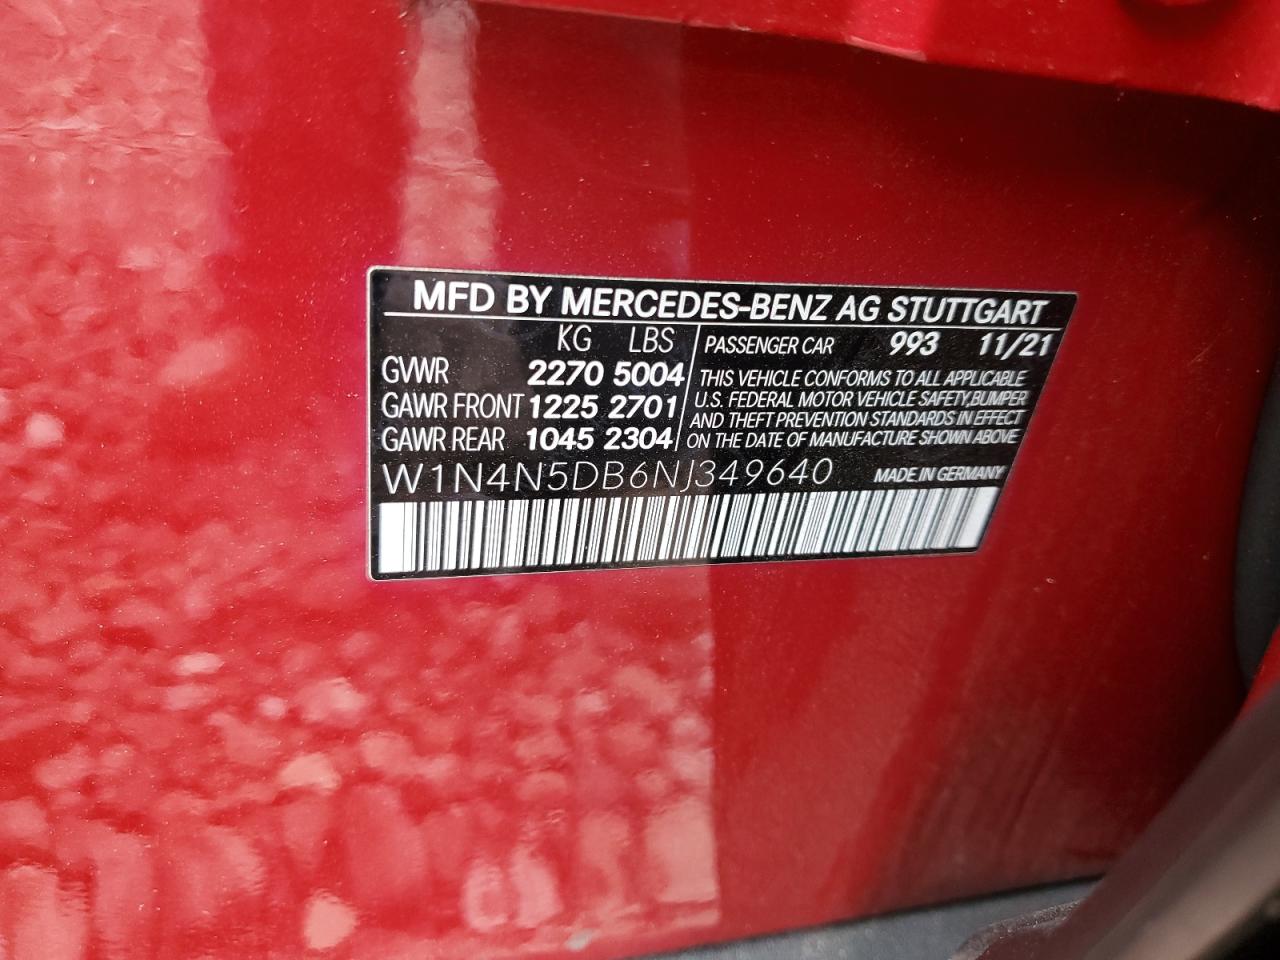 MFD BY MERCEDES-BENZ AG STUTTGART
KG LBS
GVWR 2270 5004
GAWR FRONT 1225 2701
GAWR REAR 1045 2304
PASSENGER CAR 993 11/21
THIS VEHICLE CONFORMS TO ALL APPLICABLE
U.S. FEDERAL MOTOR VEHICLE SAFETY,BUMPER
AND THEFT PREVENTION STANDARDS IN EFFECT
ON THE DATE OF MANUFACTURE SHOWN ABOVE
W1N4N5DB6NJ349640 MADE IN GERMANY